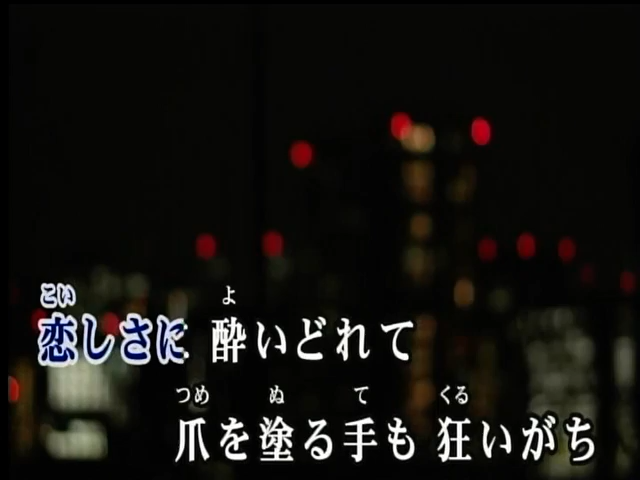 こい よ
恋しさに 酔いどれて
つめ ぬ て くる
爪を塗る手も 狂いがち